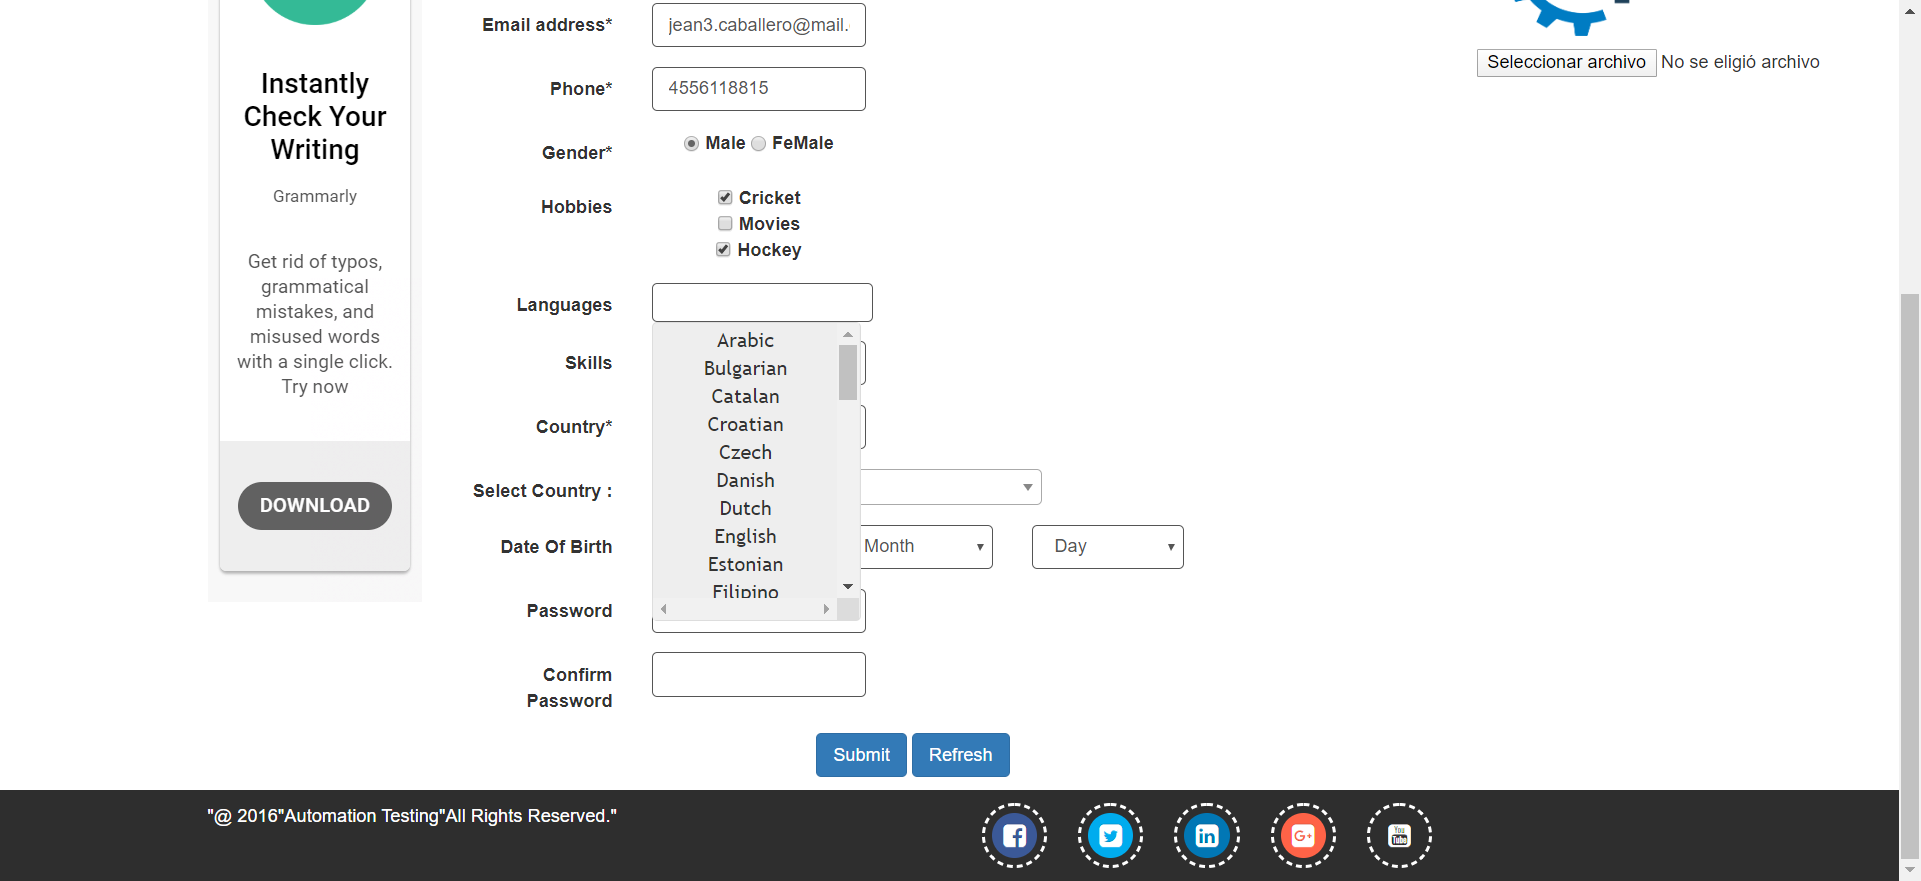 Instantly
Check Your
Writing
Grammarly
Get rid of typos,
grammatical
mistakes, and
misused words
with a single click.
Try now
DOWNLOAD
Email address* jean3.caballero@mail.
Phone* 4556118815
Gender* Male FeMale
Hobbies Cricket
Movies
Hockey
Languages
Arabic
Bulgarian
Catalan
Croatian
Czech
Danish
Dutch
English
Estonian
Filipino
Skills
Country*
Select Country :
Date Of Birth Month Day
Password
Confirm
Password
Submit Refresh
Seleccionar archivo No se eligió archivo
"@ 2016"Automation Testing"All Rights Reserved."
f in G+ You Tube